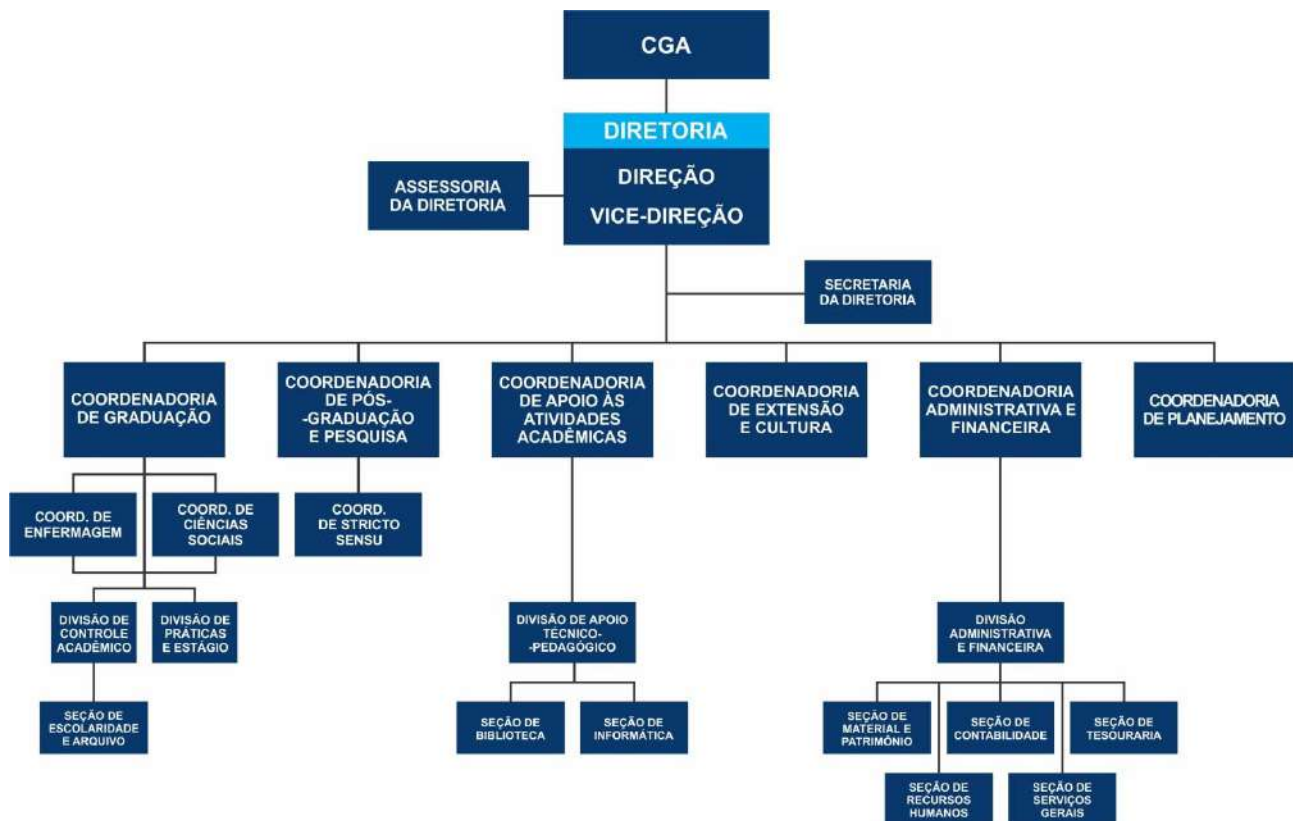 CGA
DIRETORIA
DIREÇÃO
VICE-DIREÇÃO
ASSESSORIA
DA DIRETORIA
SECRETARIA
DA DIRETORIA
COORDENADORIA
DE GRADUAÇÃO
COORDENADORIA
DE PÓS-
-GRADUAÇÃO
E PESQUISA
COORDENADORIA
DE APOIO ÀS
ATIVIDADES
ACADÊMICAS
COORDENADORIA
DE EXTENSÃO
E CULTURA
COORDENADORIA
ADMINISTRATIVA E
FINANCEIRA
COORDENADORIA
DE PLANEJAMENTO
COORD. DE
ENFERMAGEM
COORD. DE
CIÊNCIAS
SOCIAIS
COORD.
DE STRICTO
SENSU
DIVISÃO DE
CONTROLE
ACADÊMICO
DIVISÃO DE
PRÁTICAS
E ESTÁGIO
DIVISÃO DE APOIO
TÉCNICO-
-PEDAGÓGICO
DIVISÃO
ADMINISTRATIVA
E FINANCEIRA
SEÇÃO DE
ESCOLARIDADE
E ARQUIVO
SEÇÃO DE
BIBLIOTECA
SEÇÃO DE
INFORMÁTICA
SEÇÃO DE
MATERIAL E
PATRIMÔNIO
SEÇÃO DE
CONTABILIDADE
SEÇÃO DE
TESOURARIA
SEÇÃO DE
RECURSOS
HUMANOS
SEÇÃO DE
SERVIÇOS
GERAIS